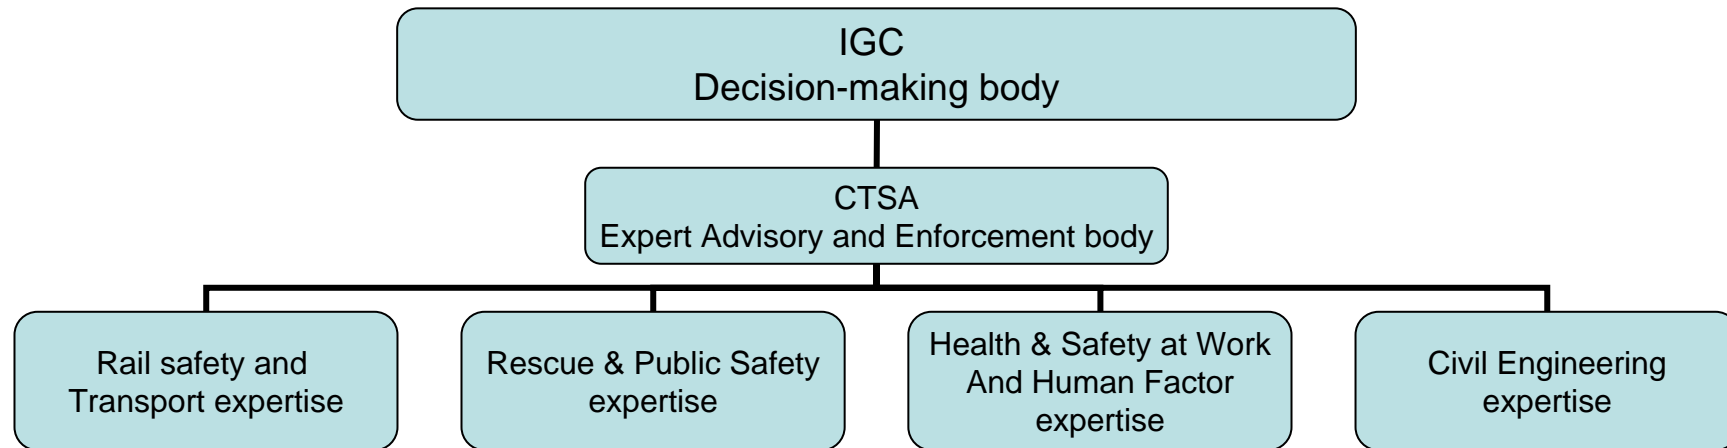 IGC
Decision-making body
CTSA
Expert Advisory and Enforcement body
Rail safety and
Transport expertise
Rescue & Public Safety
expertise
Health & Safety at Work
And Human Factor
expertise
Civil Engineering
expertise